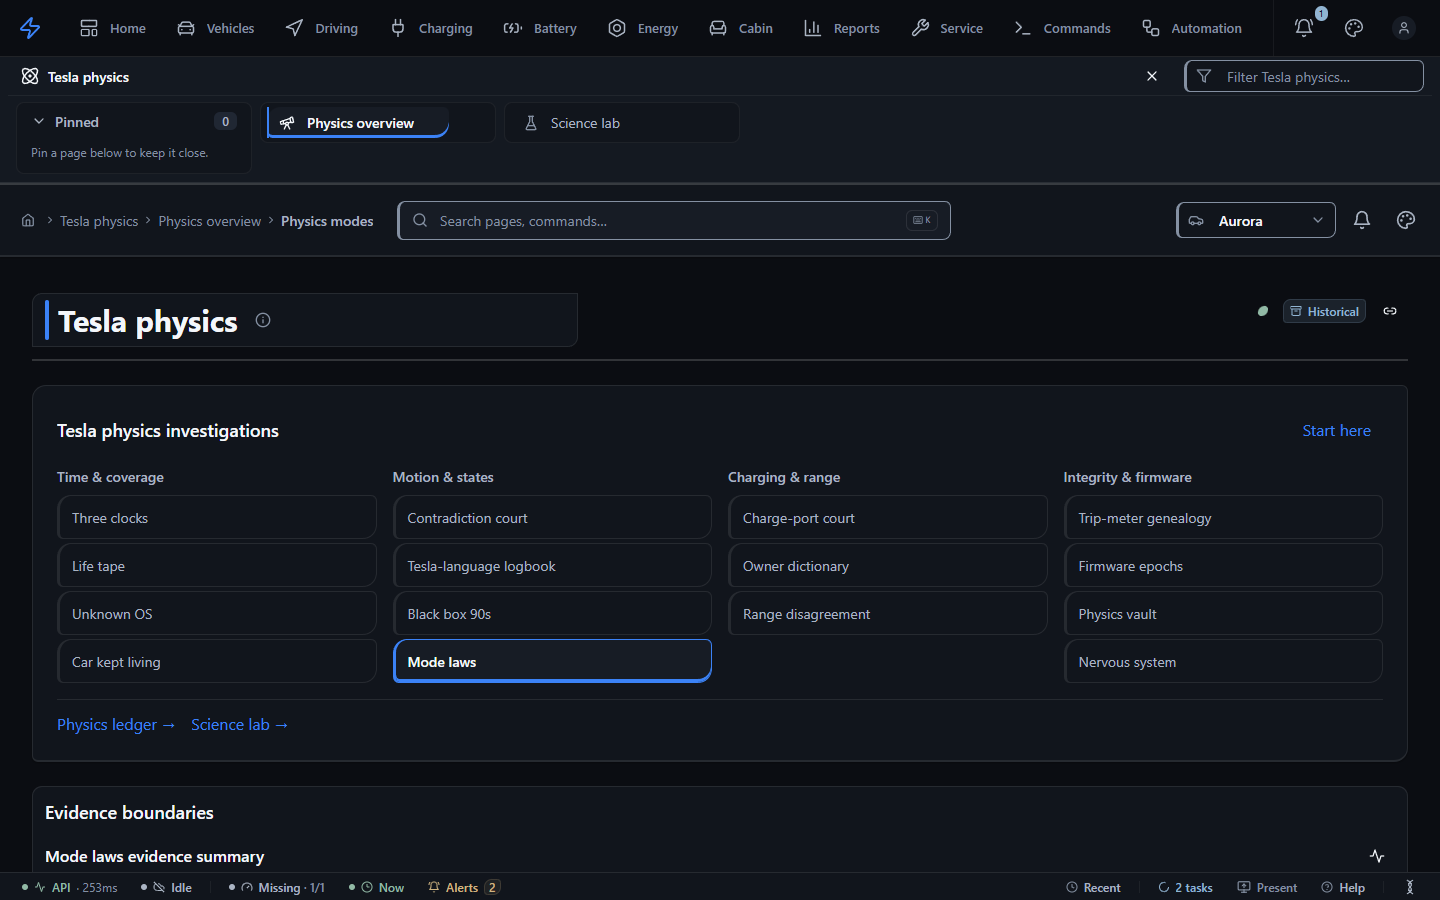 Home Vehicles Driving Charging Battery Energy Cabin Reports Service Commands Automation 1
Tesla physics Filter Tesla physics...
Pinned 0 Physics overview Science lab
Pin a page below to keep it close.
Tesla physics Physics overview Physics modes Search pages, commands... K Aurora
Tesla physics Historical
Tesla physics investigations Start here
Time & coverage
Three clocks
Life tape
Unknown OS
Car kept living
Motion & states
Contradiction court
Tesla-language logbook
Black box 90s
Mode laws
Charging & range
Charge-port court
Owner dictionary
Range disagreement
Integrity & firmware
Trip-meter genealogy
Firmware epochs
Physics vault
Nervous system
Physics ledger → Science lab →
Evidence boundaries
Mode laws evidence summary
API · 253ms Idle Missing · 1/1 Now Alerts 2 Recent 2 tasks Present Help